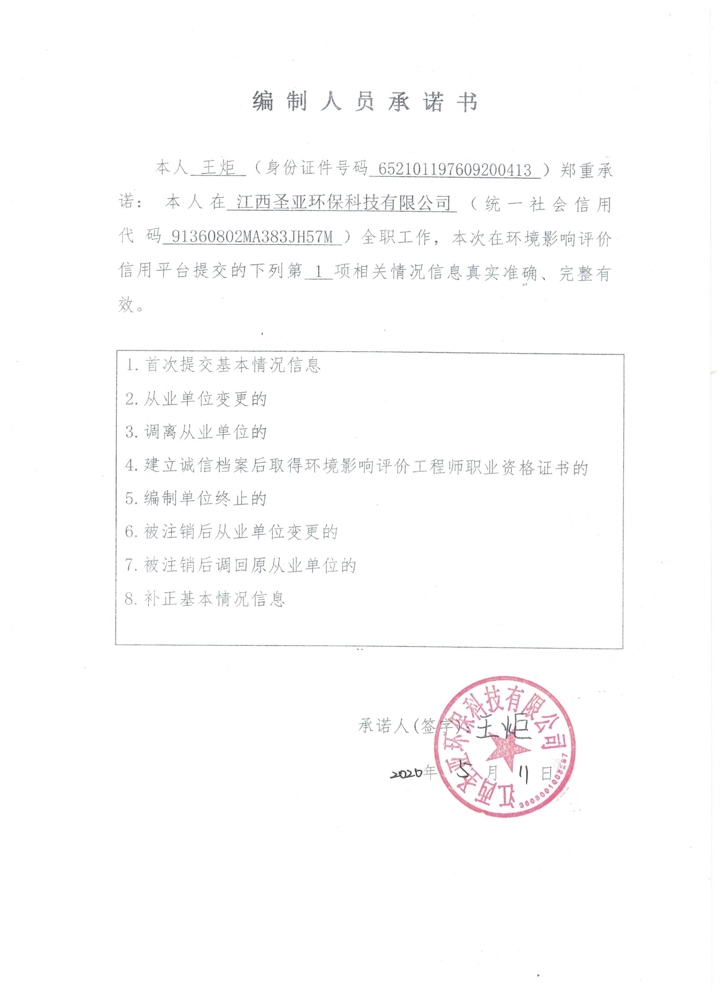 编制人员承诺书
本人 王炬 （身份证件号码 652101197609200413 ）郑重承
诺： 本人在 江西圣亚环保科技有限公司 （统一社会信用
代码 91360802MA383JH57M ）全职工作，本次在环境影响评价
信用平台提交的下列第 1 项相关情况信息真实准确、完整有
效。
1. 首次提交基本情况信息
2. 从业单位变更的
3. 调离从业单位的
4. 建立诚信档案后取得环境影响评价工程师职业资格证书的
5. 编制单位终止的
6. 被注销后从业单位变更的
7. 被注销后调回原从业单位的
8. 补正基本情况信息
承诺人(签字)：王炬
2020年 5 月 11 日
江西圣亚环保科技有限公司